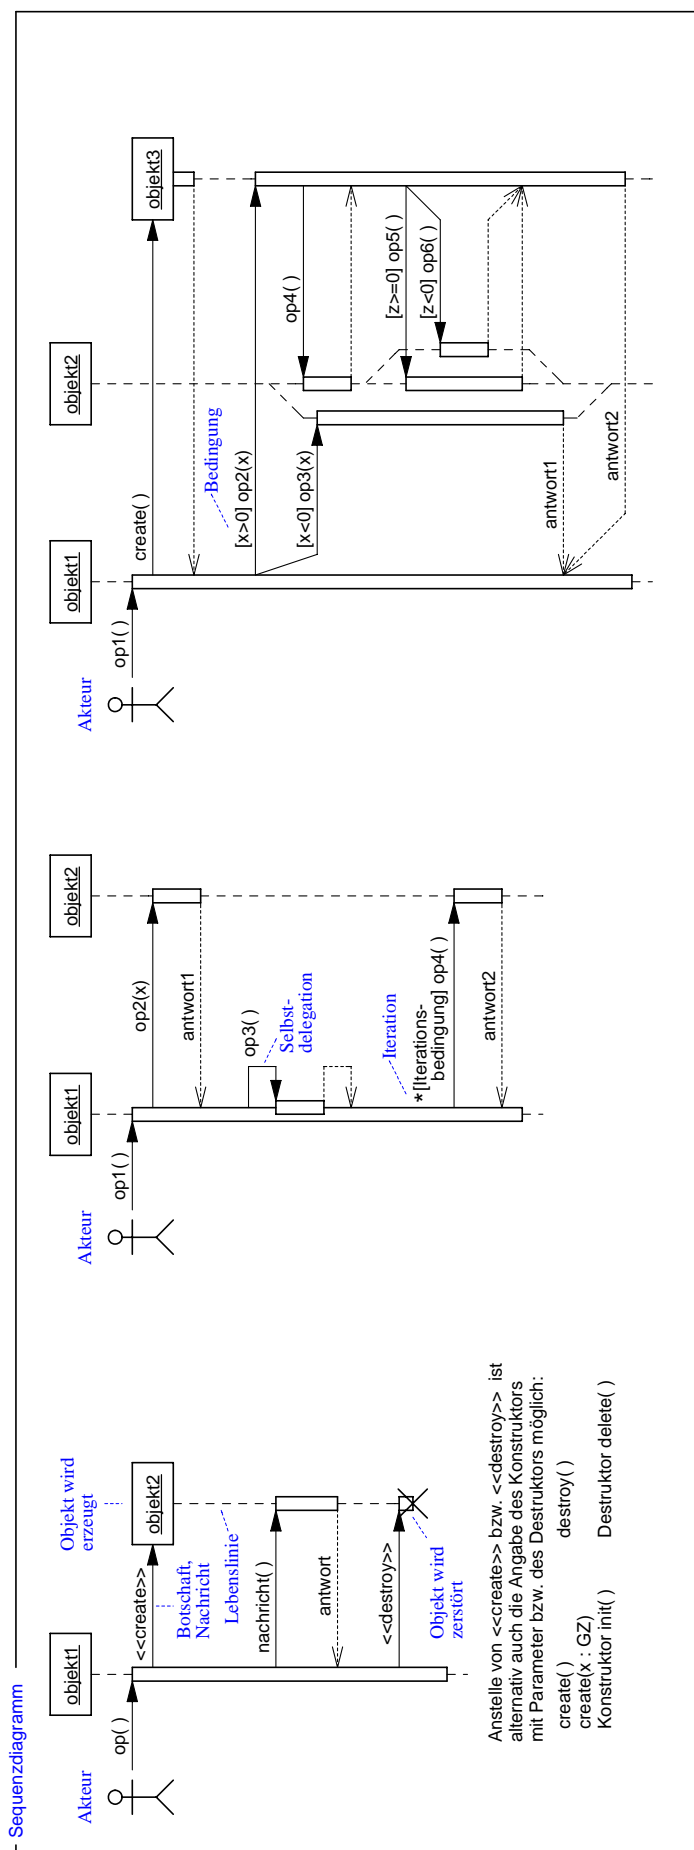 - Sequenzdiagramm
Akteur
op( )
objekt1
<<create>>
Objekt wird
erzeugt
objekt2
Botschaft,
Nachricht
Lebenslinie
nachricht( )
antwort
<<destroy>>
Objekt wird
zerstört
Anstelle von <<create>> bzw. <<destroy>> ist
alternativ auch die Angabe des Konstruktors
mit Parameter bzw. des Destruktors möglich:
create( ) destroy( )
create(x : GZ)
Konstruktor init( ) Destruktor delete( )
Akteur
op1( )
objekt1
objekt2
op2(x)
antwort1
op3( )
Selbst-
delegation
Iteration
*[Iterations-
bedingung] op4( )
antwort2
Akteur
op1( )
objekt1
objekt2
create( )
objekt3
Bedingung
[x>0] op2(x)
[x<0] op3(x)
op4( )
[z>=0] op5( )
[z<0] op6( )
antwort1
antwort2